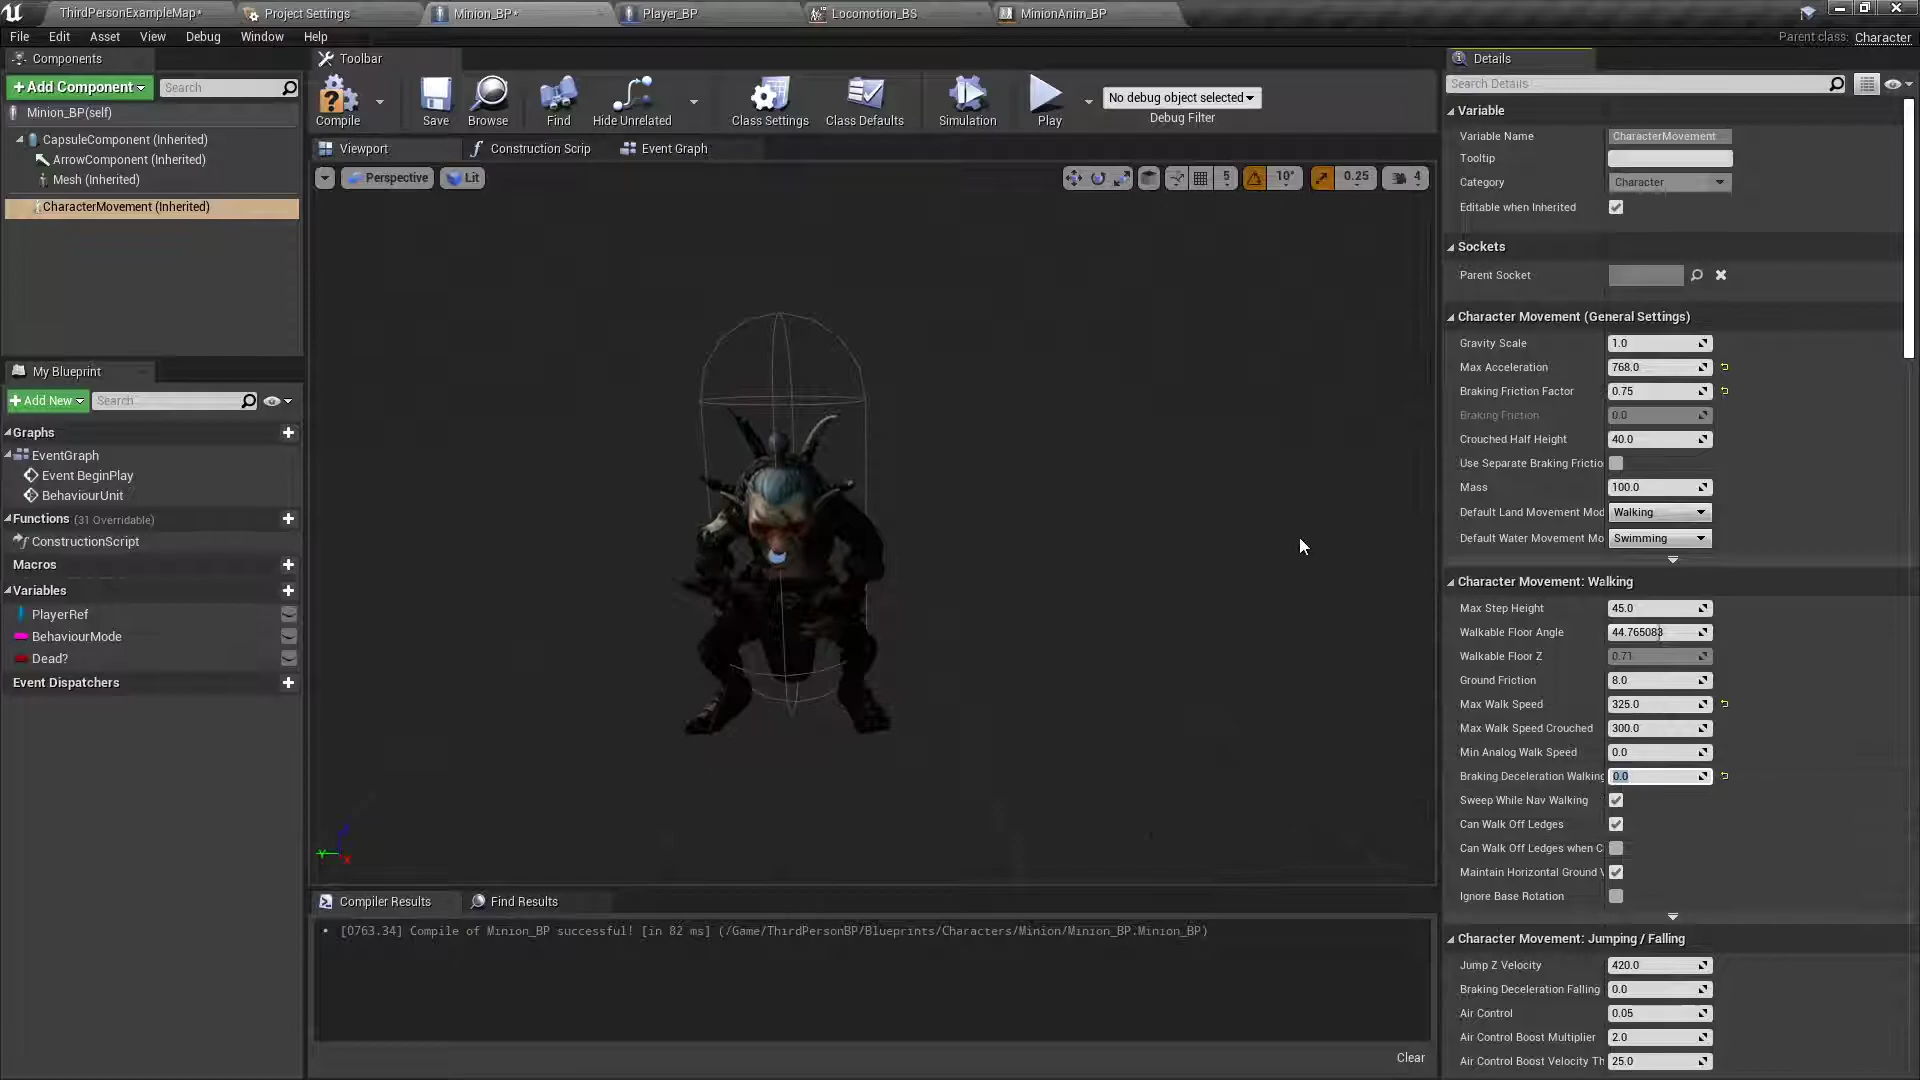 ThirdPersonExampleMap*
Project Settings
Minion_BP*
Player_BP
Locomotion_BS
MinionAnim_BP
File
Edit
Asset
View
Debug
Window
Help
Parent class: Character
Components
+ Add Component
Search
Minion_BP(self)
CapsuleComponent (Inherited)
ArrowComponent (Inherited)
Mesh (Inherited)
CharacterMovement (Inherited)
My Blueprint
+ Add New
Search
Graphs
EventGraph
Event BeginPlay
BehaviourUnit
Functions (31 Overridable)
ConstructionScript
Macros
Variables
PlayerRef
BehaviourMode
Dead?
Event Dispatchers
Toolbar
Compile
Save
Browse
Find
Hide Unrelated
Class Settings
Class Defaults
Simulation
Play
No debug object selected
Debug Filter
Viewport
Construction Scrip
Event Graph
Perspective
Lit
5
10°
0.25
4
Y
X
Compiler Results
Find Results
• [0763.34] Compile of Minion_BP successful! [in 82 ms] (/Game/ThirdPersonBP/Blueprints/Characters/Minion/Minion_BP.Minion_BP)
Clear
Details
Search Details
Variable
Variable Name CharacterMovement
Tooltip
Category Character
Editable when Inherited
Sockets
Parent Socket
Character Movement (General Settings)
Gravity Scale 1.0
Max Acceleration 768.0
Braking Friction Factor 0.75
Braking Friction 0.0
Crouched Half Height 40.0
Use Separate Braking Frictio
Mass 100.0
Default Land Movement Mod Walking
Default Water Movement Mo Swimming
Character Movement: Walking
Max Step Height 45.0
Walkable Floor Angle 44.765083
Walkable Floor Z 0.71
Ground Friction 8.0
Max Walk Speed 325.0
Max Walk Speed Crouched 300.0
Min Analog Walk Speed 0.0
Braking Deceleration Walking 0.0
Sweep While Nav Walking
Can Walk Off Ledges
Can Walk Off Ledges when C
Maintain Horizontal Ground V
Ignore Base Rotation
Character Movement: Jumping / Falling
Jump Z Velocity 420.0
Braking Deceleration Falling 0.0
Air Control 0.05
Air Control Boost Multiplier 2.0
Air Control Boost Velocity Th 25.0